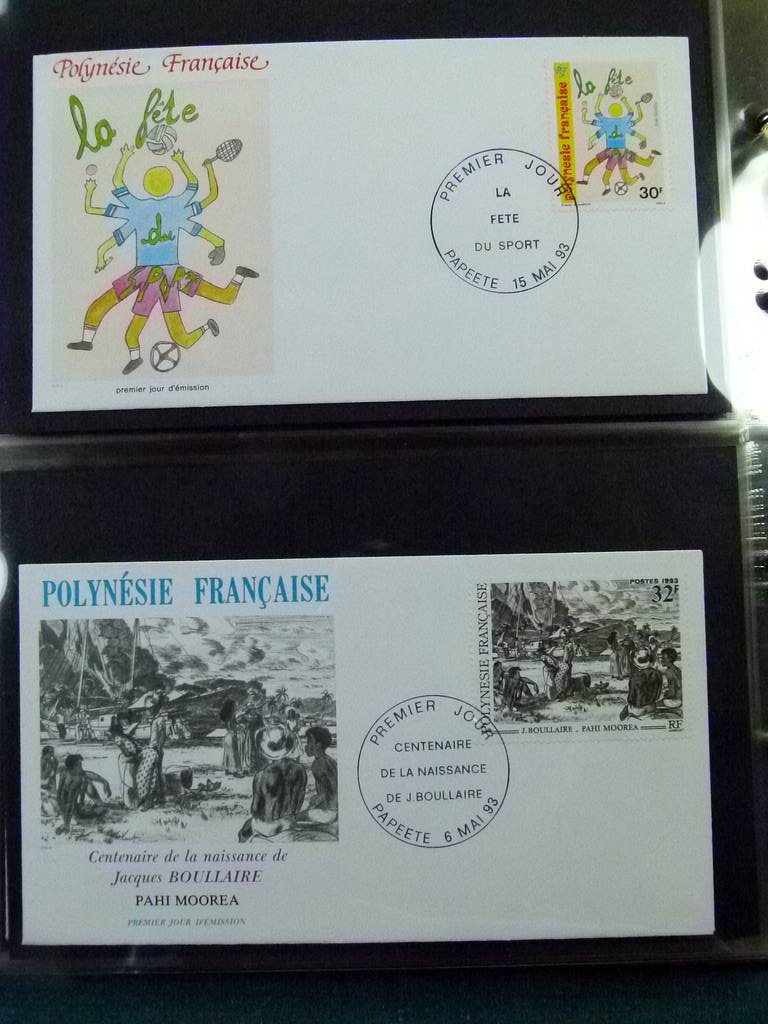 Polynésie Française
la fête
du
SPORT
premier jour d'émission
polynésie française
la fête
du
30F
PREMIER JOUR
LA
FETE
DU SPORT
PAPEETE 15 MAI 93
POLYNÉSIE FRANÇAISE
Centenaire de la naissance de
Jacques BOULLAIRE
PAHI MOOREA
PREMIER JOUR D'ÉMISSION
POSTES 1993
32F
POLYNÉSIE FRANÇAISE
J. BOULLAIRE . PAHI MOOREA
RF
PREMIER JOUR
CENTENAIRE
DE LA NAISSANCE
DE J. BOULLAIRE
PAPEETE 6 MAI 93